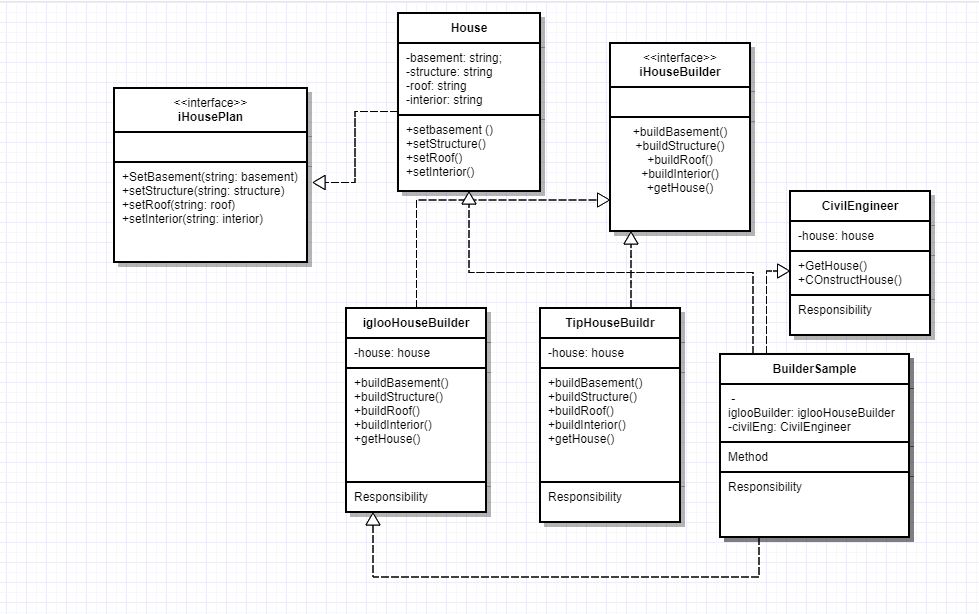 House
-basement: string;
-structure: string
-roof: string
-interior: string
+setbasement ()
+setStructure()
+setRoof()
+setInterior()
<<interface>>
iHouseBuilder
+buildBasement()
+buildStructure()
+buildRoof()
+buildInterior()
+getHouse()
<<interface>>
iHousePlan
+SetBasement(string: basement)
+setStructure(string: structure)
+setRoof(string: roof)
+setInterior(string: interior)
CivilEngineer
-house: house
+GetHouse()
+COnstructHouse()
Responsibility
iglooHouseBuilder
-house: house
+buildBasement()
+buildStructure()
+buildRoof()
+buildInterior()
+getHouse()
Responsibility
TipHouseBuildr
-house: house
+buildBasement()
+buildStructure()
+buildRoof()
+buildInterior()
+getHouse()
Responsibility
BuilderSample
-
iglooBuilder: iglooHouseBuilder
-civilEng: CivilEngineer
Method
Responsibility